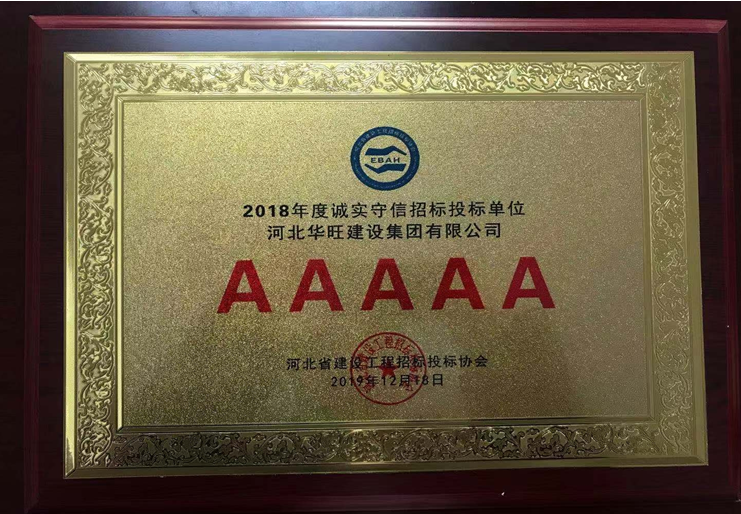 EBAH
2018年度诚实守信招标投标单位
河北华旺建设集团有限公司
AAAAA
河北省建设工程招标投标协会
2019年12月18日